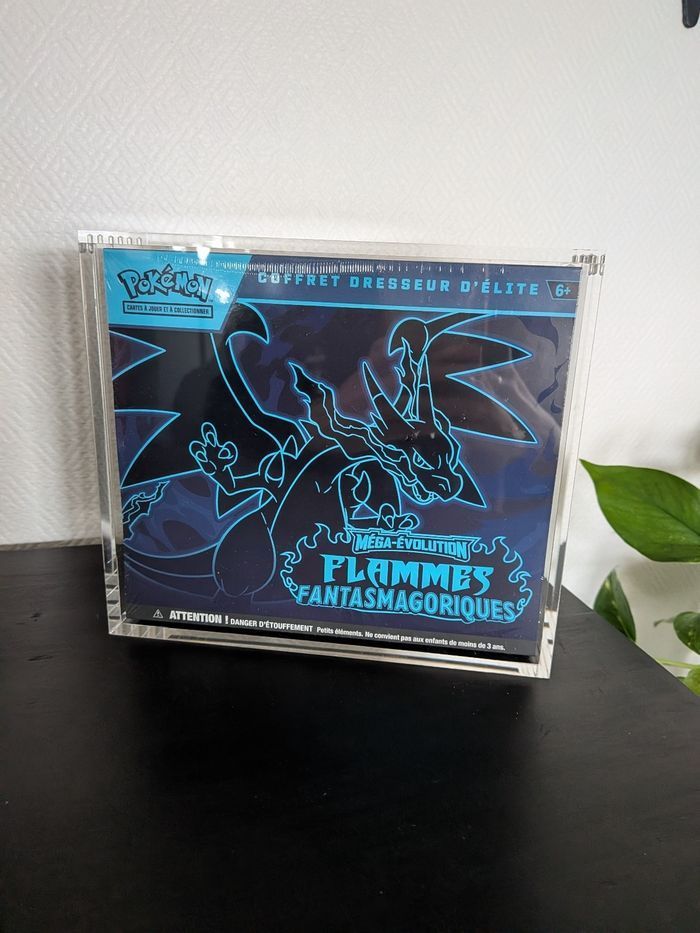 POKéMON
CARTES À JOUER ET À COLLECTIONNER
COFFRET DRESSEUR D'ÉLITE
6+
MÉGA-ÉVOLUTION
FLAMMES
FANTASMAGORIQUES
ATTENTION ! DANGER D'ÉTOUFFEMENT Petits éléments. Ne convient pas aux enfants de moins de 3 ans.